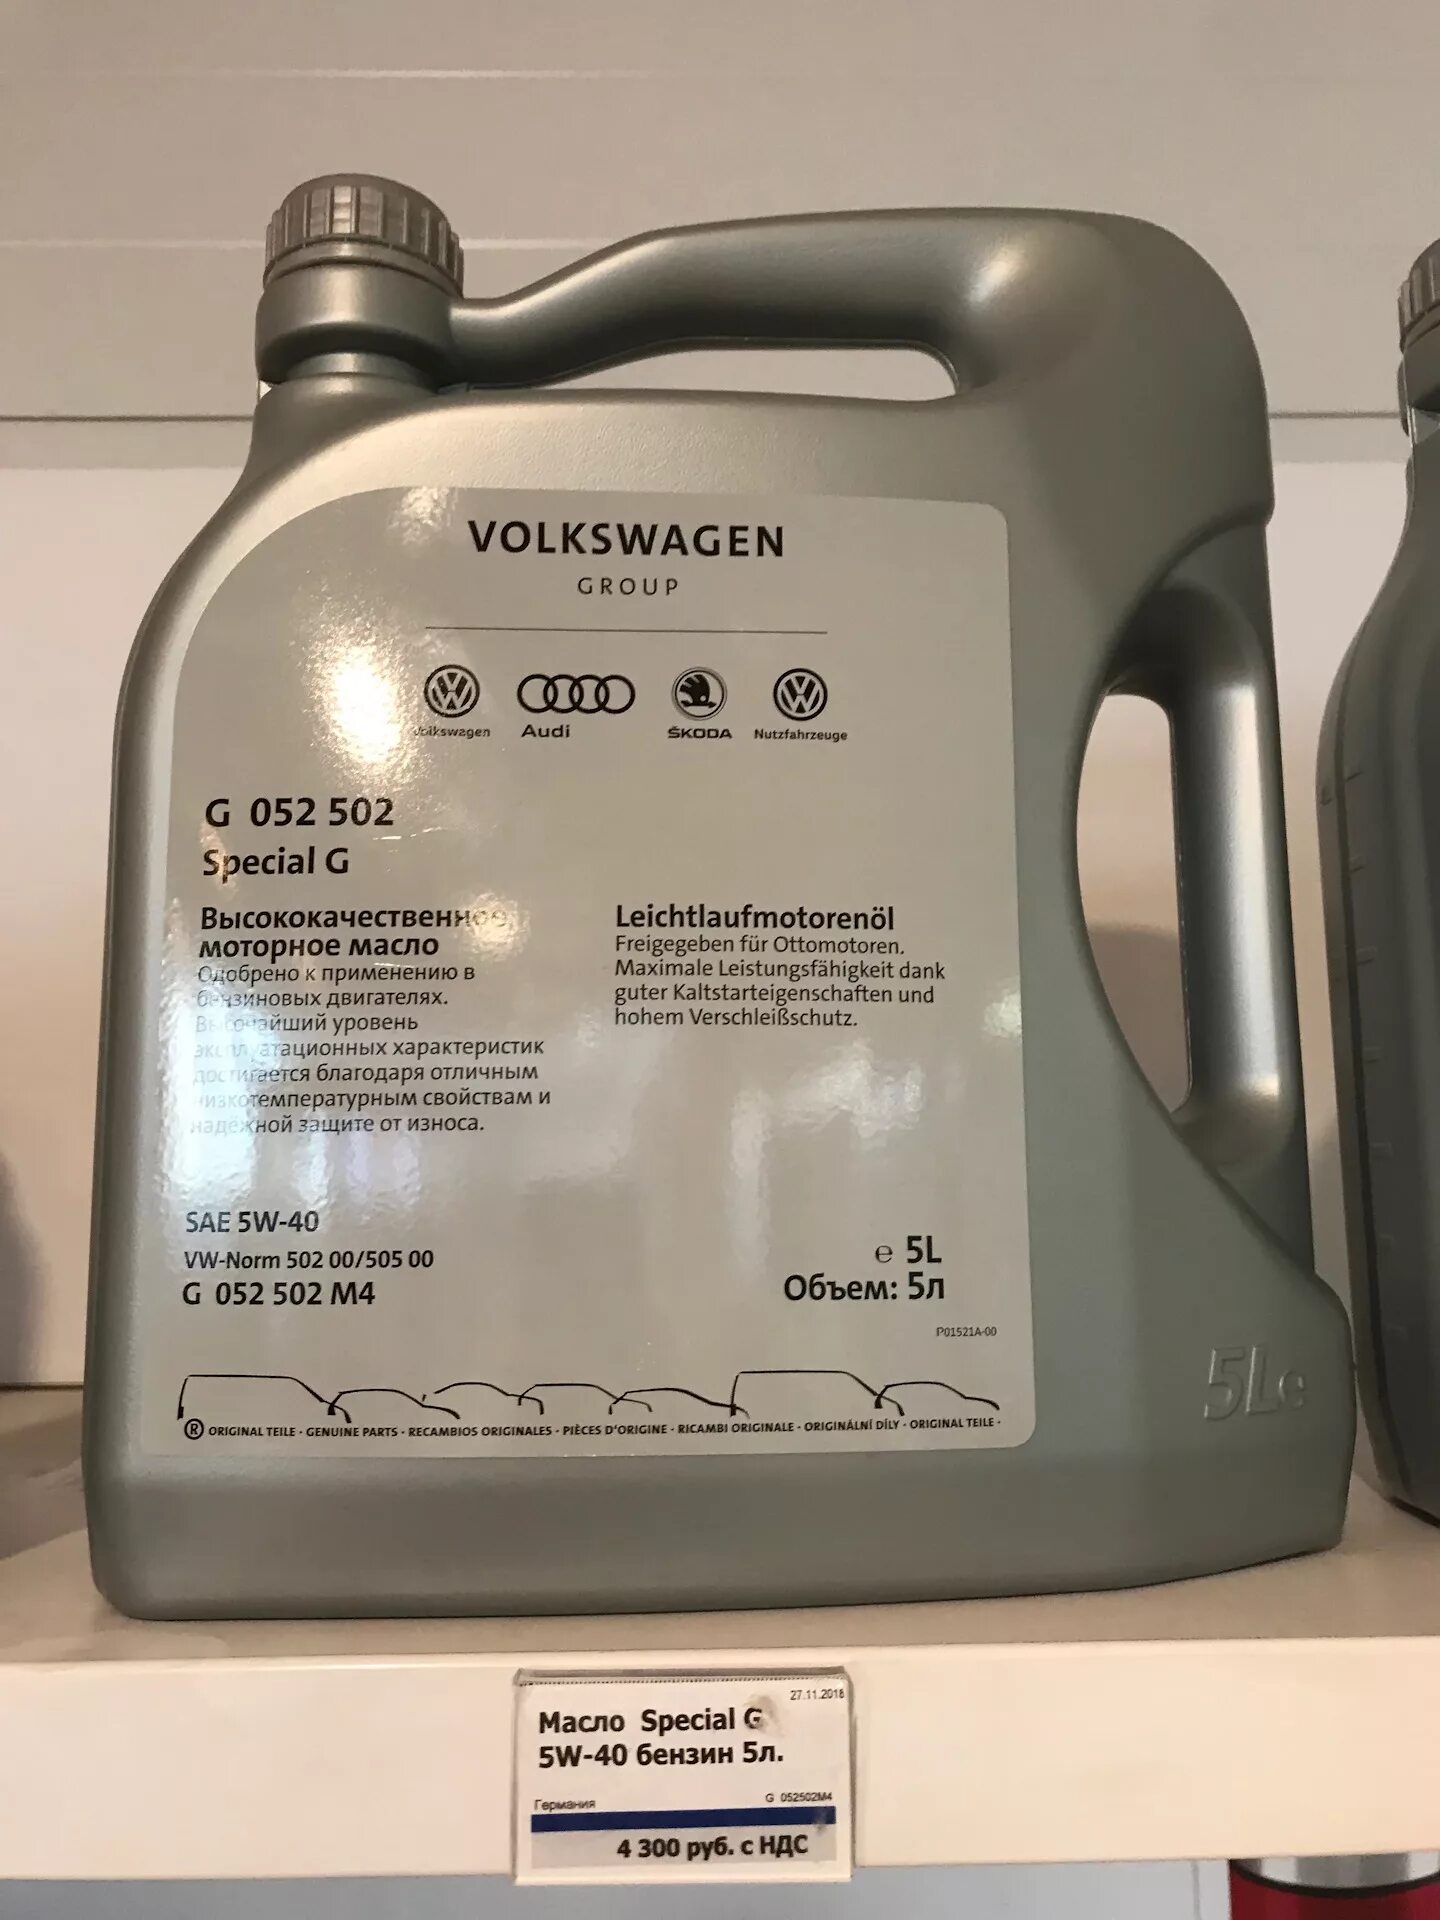 VOLKSWAGEN
GROUP
Volkswagen Audi ŠKODA Nutzfahrzeuge
G 052 502
Special G
Высококачественное
моторное масло
Одобрено к применению в
бензиновых двигателях.
Высочайший уровень
эксплуатационных характеристик
достигается благодаря отличным
низкотемпературным свойствам и
надёжной защите от износа.
Leichtlaufmotorenöl
Freigegeben für Ottomotoren.
Maximale Leistungsfähigkeit dank
guter Kaltstarteigenschaften und
hohem Verschleißschutz.
SAE 5W-40
VW-Norm 502 00/505 00
G 052 502 M4
℮ 5L
Объем: 5л
P01521A-00
5L℮
® ORIGINAL TEILE · GENUINE PARTS · RECAMBIOS ORIGINALES · PIÈCES D'ORIGINE · RICAMBI ORIGINALE · ORIGINÁLNÍ DÍLY · ORIGINAL TEILE ·
27.11.2018
Масло Special G
5W-40 бензин 5л.
Германия G 052502M4
4 300 руб. с НДС